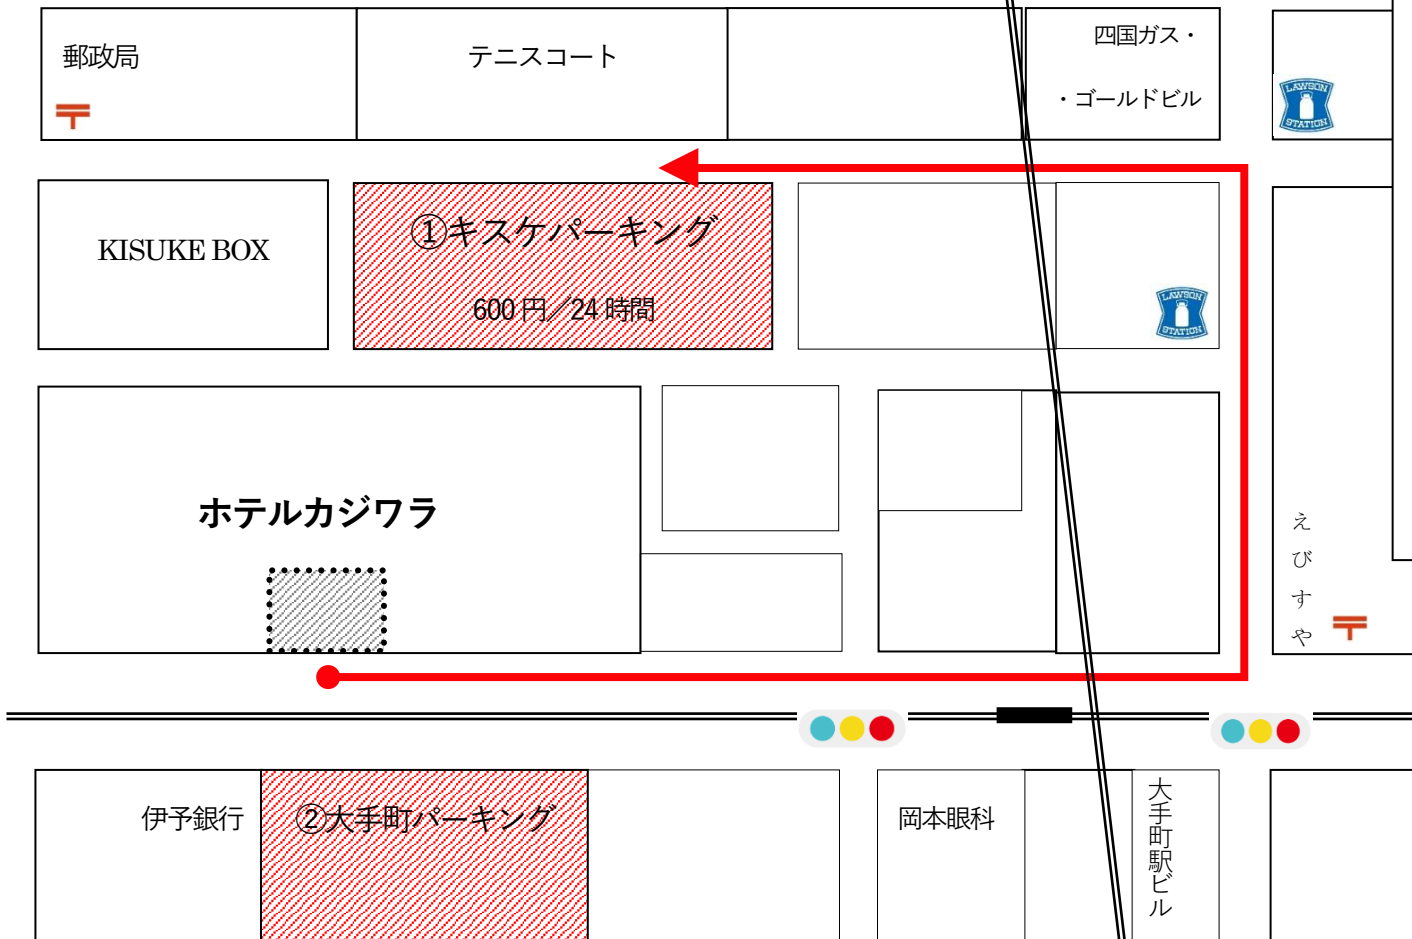 郵政局
テニスコート
四国ガス・
・ゴールドビル
LAWSON
STATION
KISUKE BOX
①キスケパーキング
600円／24時間
LAWSON
STATION
ホテルカジワラ
えびすや
伊予銀行
②大手町パーキング
岡本眼科
大手町駅ビル